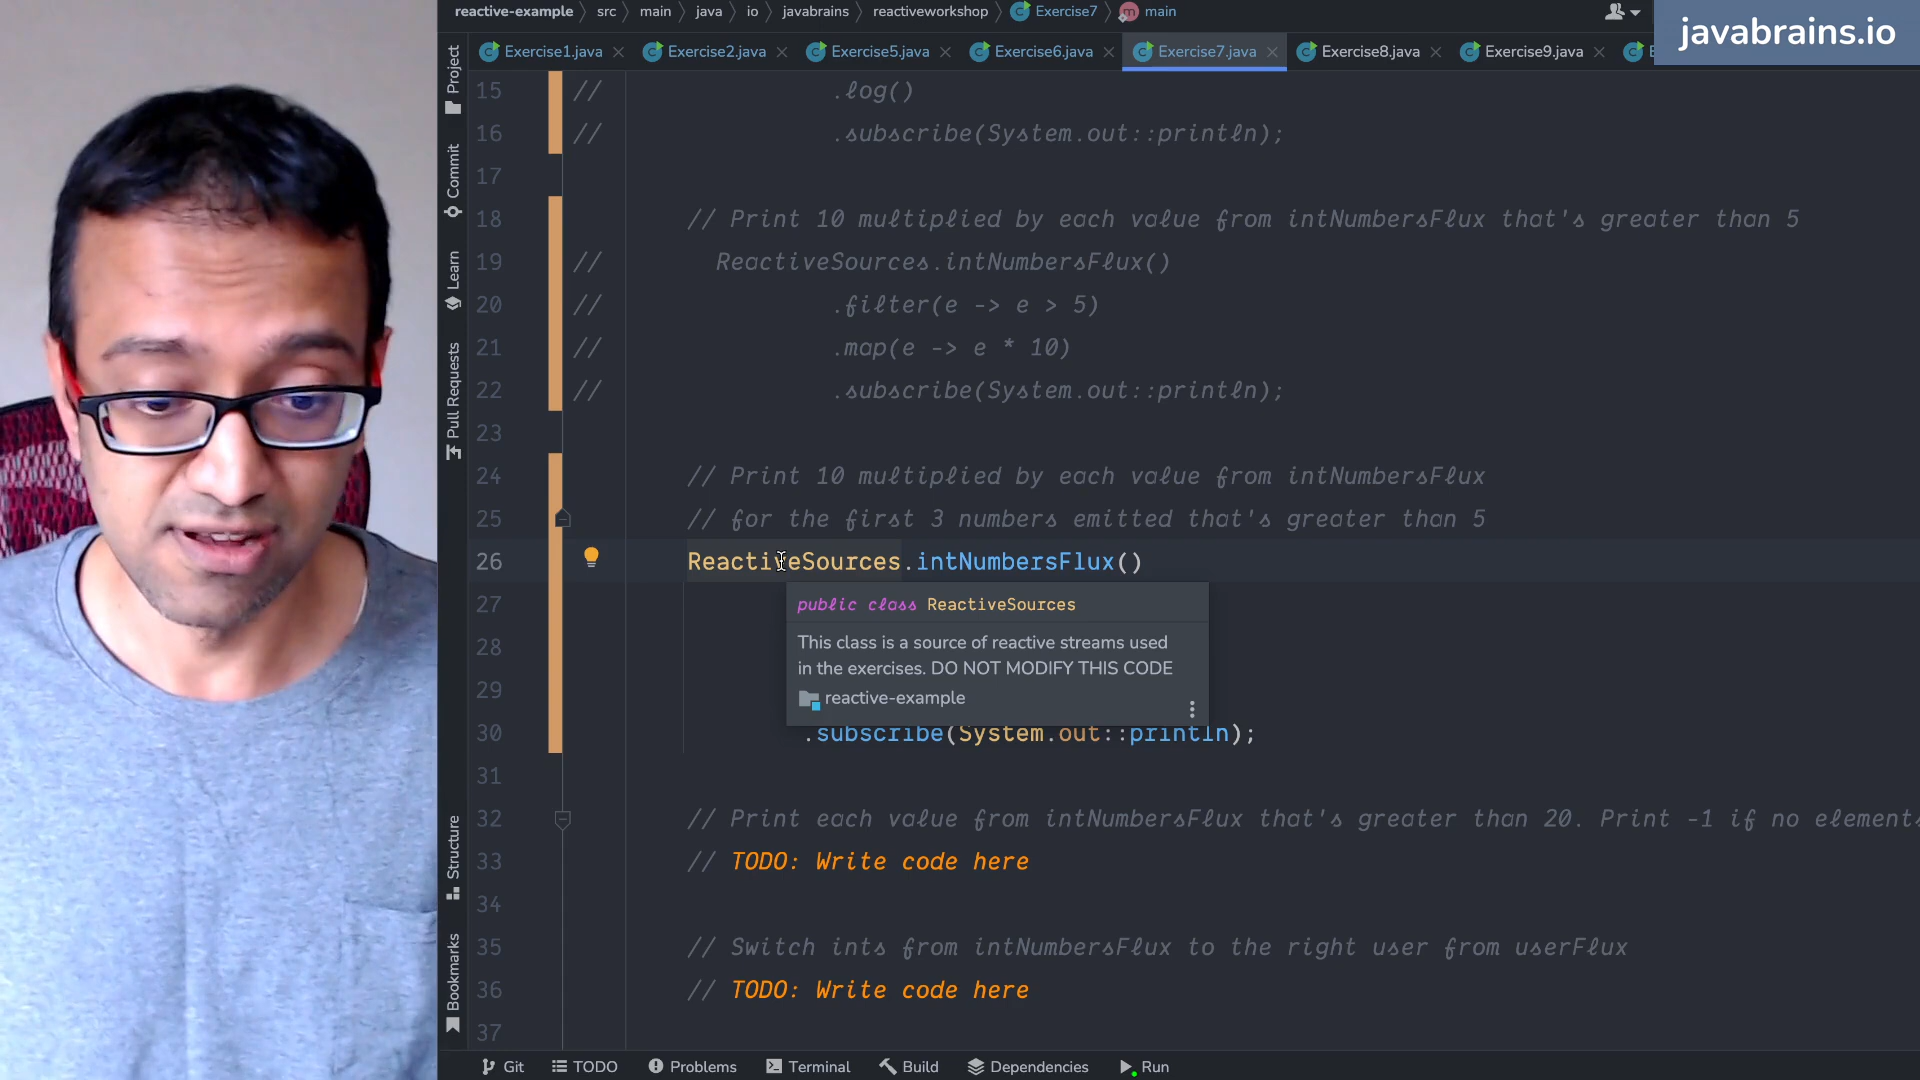 reactive-example src main java io javabrains reactiveworkshop Exercise7 main
javabrains.io
Exercise1.java Exercise2.java Exercise5.java Exercise6.java Exercise7.java Exercise8.java Exercise9.java
Project
Commit
Learn
Pull Requests
Structure
Bookmarks
15 // .log()
16 // .subscribe(System.out::println);
17
18 // Print 10 multiplied by each value from intNumbersFlux that's greater than 5
19 // ReactiveSources.intNumbersFlux()
20 // .filter(e -> e > 5)
21 // .map(e -> e * 10)
22 // .subscribe(System.out::println);
23
24 // Print 10 multiplied by each value from intNumbersFlux
25 // for the first 3 numbers emitted that's greater than 5
26 ReactiveSources.intNumbersFlux()
27
28
29
30 .subscribe(System.out::println);
public class ReactiveSources
This class is a source of reactive streams used
in the exercises. DO NOT MODIFY THIS CODE
reactive-example
31
32 // Print each value from intNumbersFlux that's greater than 20. Print -1 if no elements
33 // TODO: Write code here
34
35 // Switch ints from intNumbersFlux to the right user from userFlux
36 // TODO: Write code here
37
Git TODO Problems Terminal Build Dependencies Run